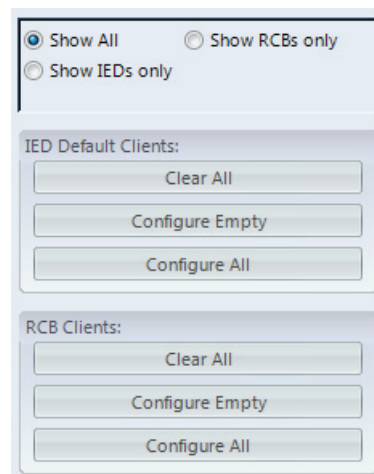 Show All Show RCBs only
Show IEDs only
IED Default Clients:
Clear All
Configure Empty
Configure All
RCB Clients:
Clear All
Configure Empty
Configure All